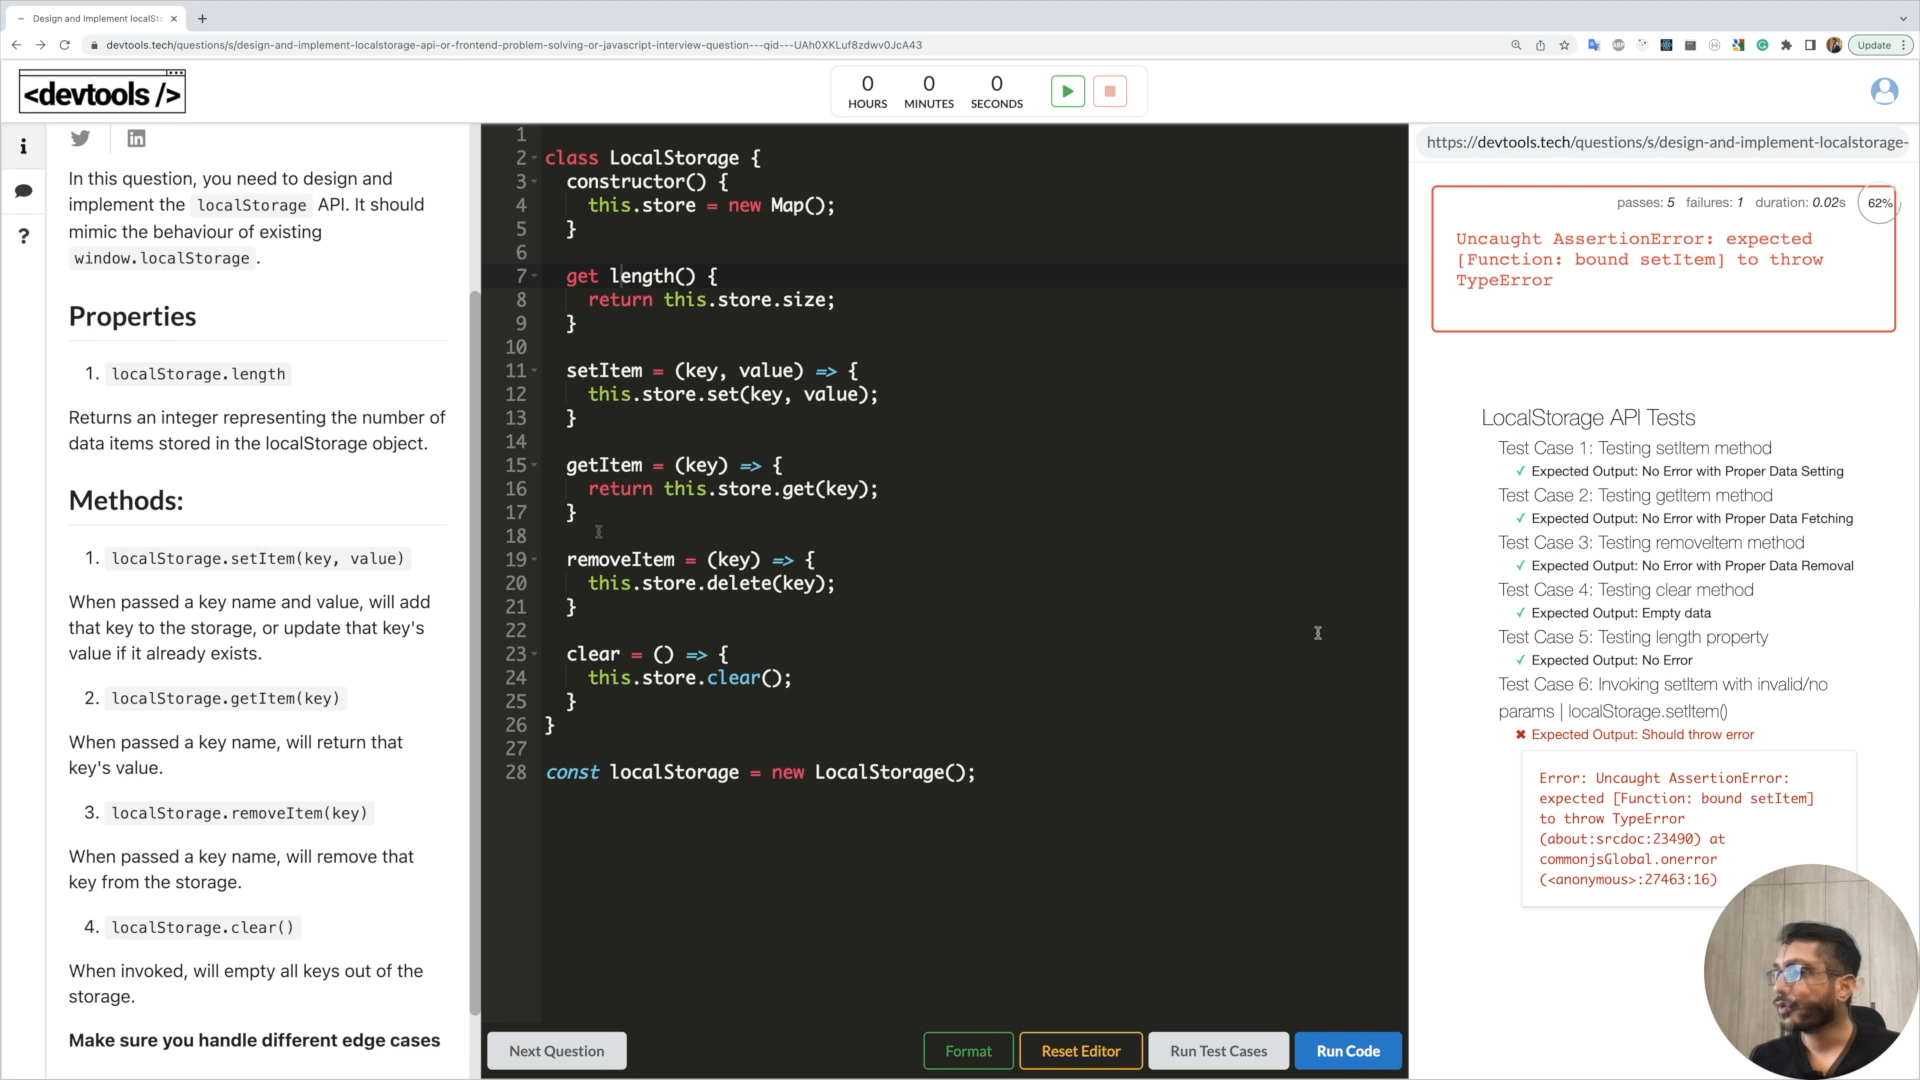 Design and Implement localSt
devtools.tech/questions/s/design-and-implement-localstorage-api-or-frontend-problem-solving-or-javascript-interview-question---qid---UAh0XKLuf8zdwv0JcA43
Update
<devtools />
0
HOURS
0
MINUTES
0
SECONDS
In this question, you need to design and
implement the localStorage API. It should
mimic the behaviour of existing
window.localStorage .
Properties
1. localStorage.length
Returns an integer representing the number of
data items stored in the localStorage object.
Methods:
1. localStorage.setItem(key, value)
When passed a key name and value, will add
that key to the storage, or update that key's
value if it already exists.
2. localStorage.getItem(key)
When passed a key name, will return that
key's value.
3. localStorage.removeItem(key)
When passed a key name, will remove that
key from the storage.
4. localStorage.clear()
When invoked, will empty all keys out of the
storage.
Make sure you handle different edge cases
1
2 class LocalStorage {
3 constructor() {
4 this.store = new Map();
5 }
6
7 get length() {
8 return this.store.size;
9 }
10
11 setItem = (key, value) => {
12 this.store.set(key, value);
13 }
14
15 getItem = (key) => {
16 return this.store.get(key);
17 }
18
19 removeItem = (key) => {
20 this.store.delete(key);
21 }
22
23 clear = () => {
24 this.store.clear();
25 }
26 }
27
28 const localStorage = new LocalStorage();
Next Question
Format
Reset Editor
Run Test Cases
Run Code
https://devtools.tech/questions/s/design-and-implement-localstorage-
passes: 5 failures: 1 duration: 0.02s 62%
Uncaught AssertionError: expected
[Function: bound setItem] to throw
TypeError
LocalStorage API Tests
Test Case 1: Testing setItem method
✓ Expected Output: No Error with Proper Data Setting
Test Case 2: Testing getItem method
✓ Expected Output: No Error with Proper Data Fetching
Test Case 3: Testing removeItem method
✓ Expected Output: No Error with Proper Data Removal
Test Case 4: Testing clear method
✓ Expected Output: Empty data
Test Case 5: Testing length property
✓ Expected Output: No Error
Test Case 6: Invoking setItem with invalid/no
params | localStorage.setItem()
✖ Expected Output: Should throw error
Error: Uncaught AssertionError:
expected [Function: bound setItem]
to throw TypeError
(about:srcdoc:23490) at
commonjsGlobal.onerror
(<anonymous>:27463:16)